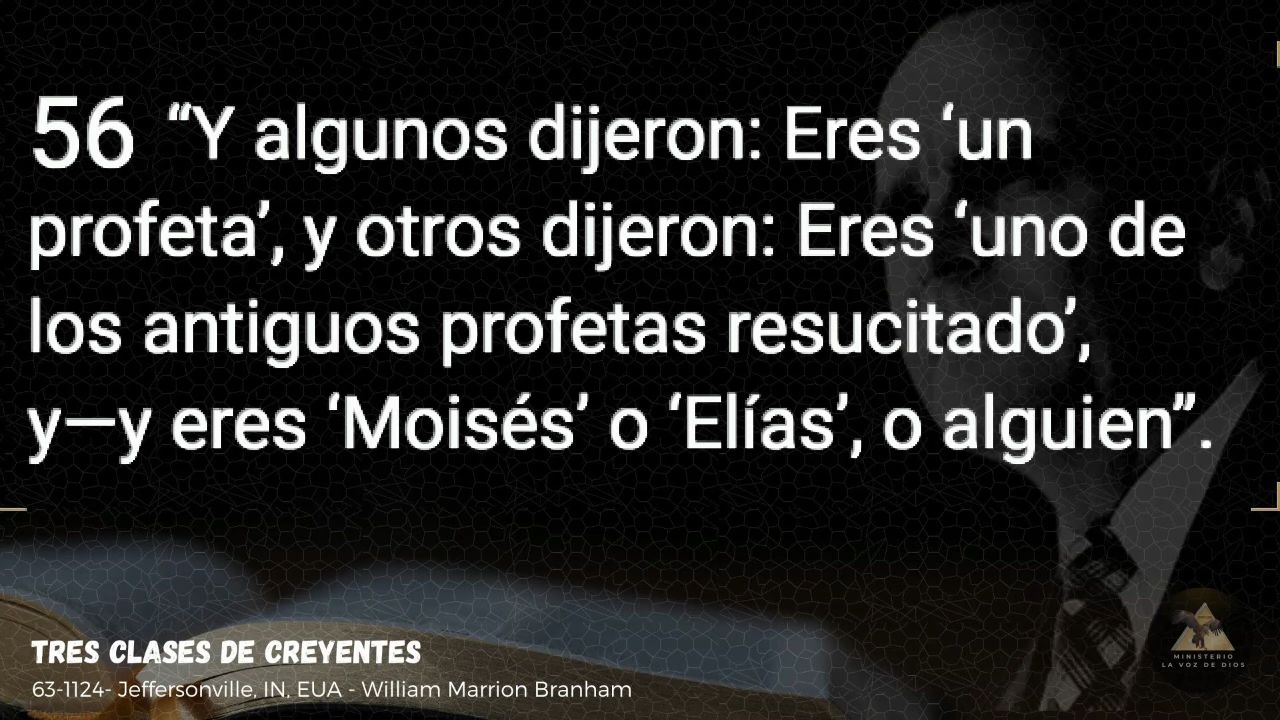 56 “Y algunos dijeron: Eres ‘un
profeta’, y otros dijeron: Eres ‘uno de
los antiguos profetas resucitado’,
y—y eres ‘Moisés’ o ‘Elías’, o alguien”.
TRES CLASES DE CREYENTES
63-1124- Jeffersonville, IN, EUA - William Marrion Branham
MINISTERIO
LA VOZ DE DIOS